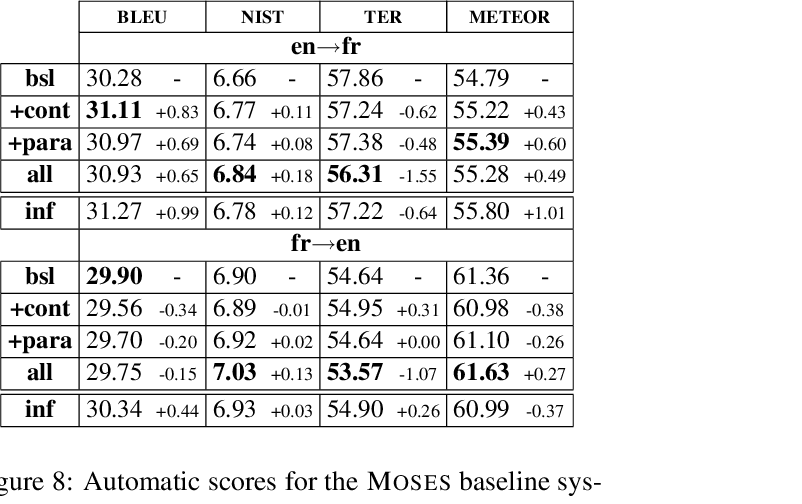 BLEU NIST TER METEOR
en→fr
bsl 30.28 - 6.66 - 57.86 - 54.79 -
+cont 31.11 +0.83 6.77 +0.11 57.24 -0.62 55.22 +0.43
+para 30.97 +0.69 6.74 +0.08 57.38 -0.48 55.39 +0.60
all 30.93 +0.65 6.84 +0.18 56.31 -1.55 55.28 +0.49
inf 31.27 +0.99 6.78 +0.12 57.22 -0.64 55.80 +1.01
fr→en
bsl 29.90 - 6.90 - 54.64 - 61.36 -
+cont 29.56 -0.34 6.89 -0.01 54.95 +0.31 60.98 -0.38
+para 29.70 -0.20 6.92 +0.02 54.64 +0.00 61.10 -0.26
all 29.75 -0.15 7.03 +0.13 53.57 -1.07 61.63 +0.27
inf 30.34 +0.44 6.93 +0.03 54.90 +0.26 60.99 -0.37
gure 8: Automatic scores for the MOSES baseline sys-